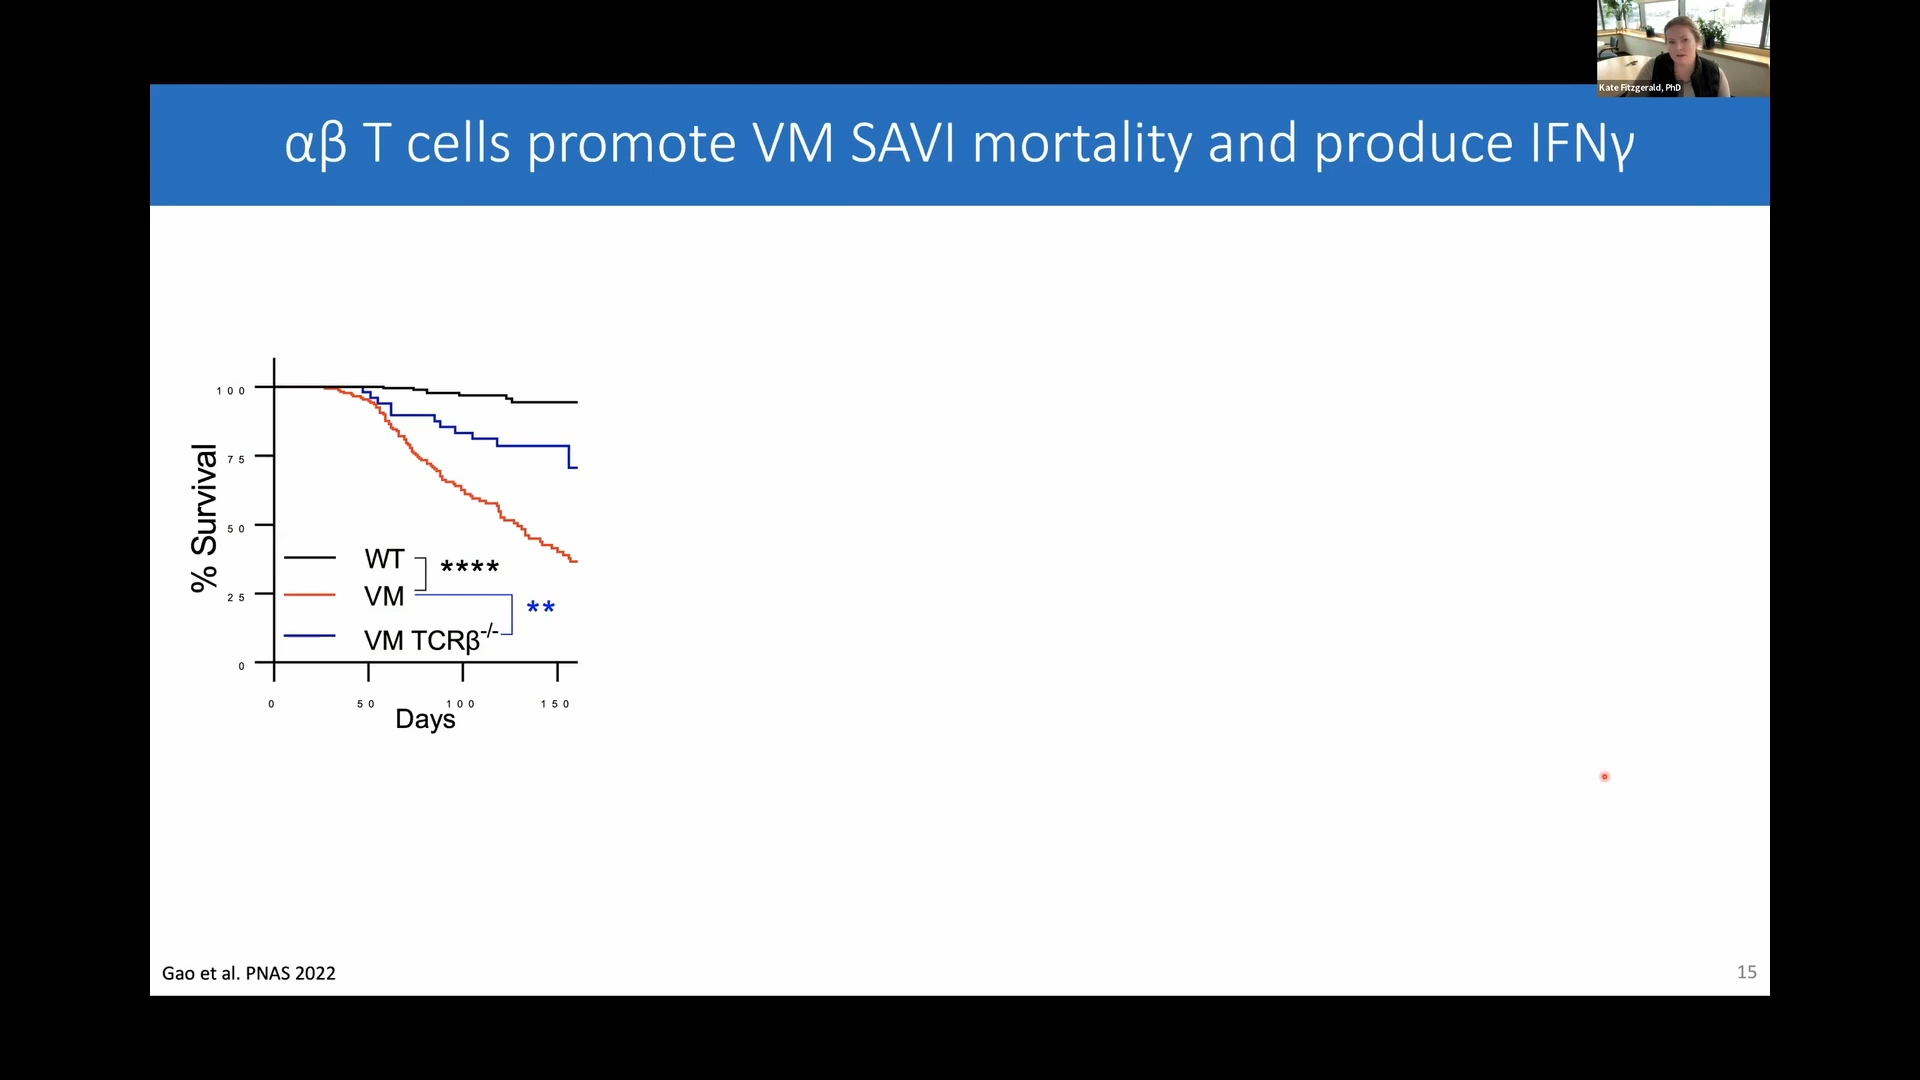 Kate Fitzgerald, PhD
αβ T cells promote VM SAVI mortality and produce IFNγ
% Survival
100
75
50
25
0
WT ****
VM
**
VM TCRβ-/-
0 50 100 150
Days
Gao et al. PNAS 2022
15